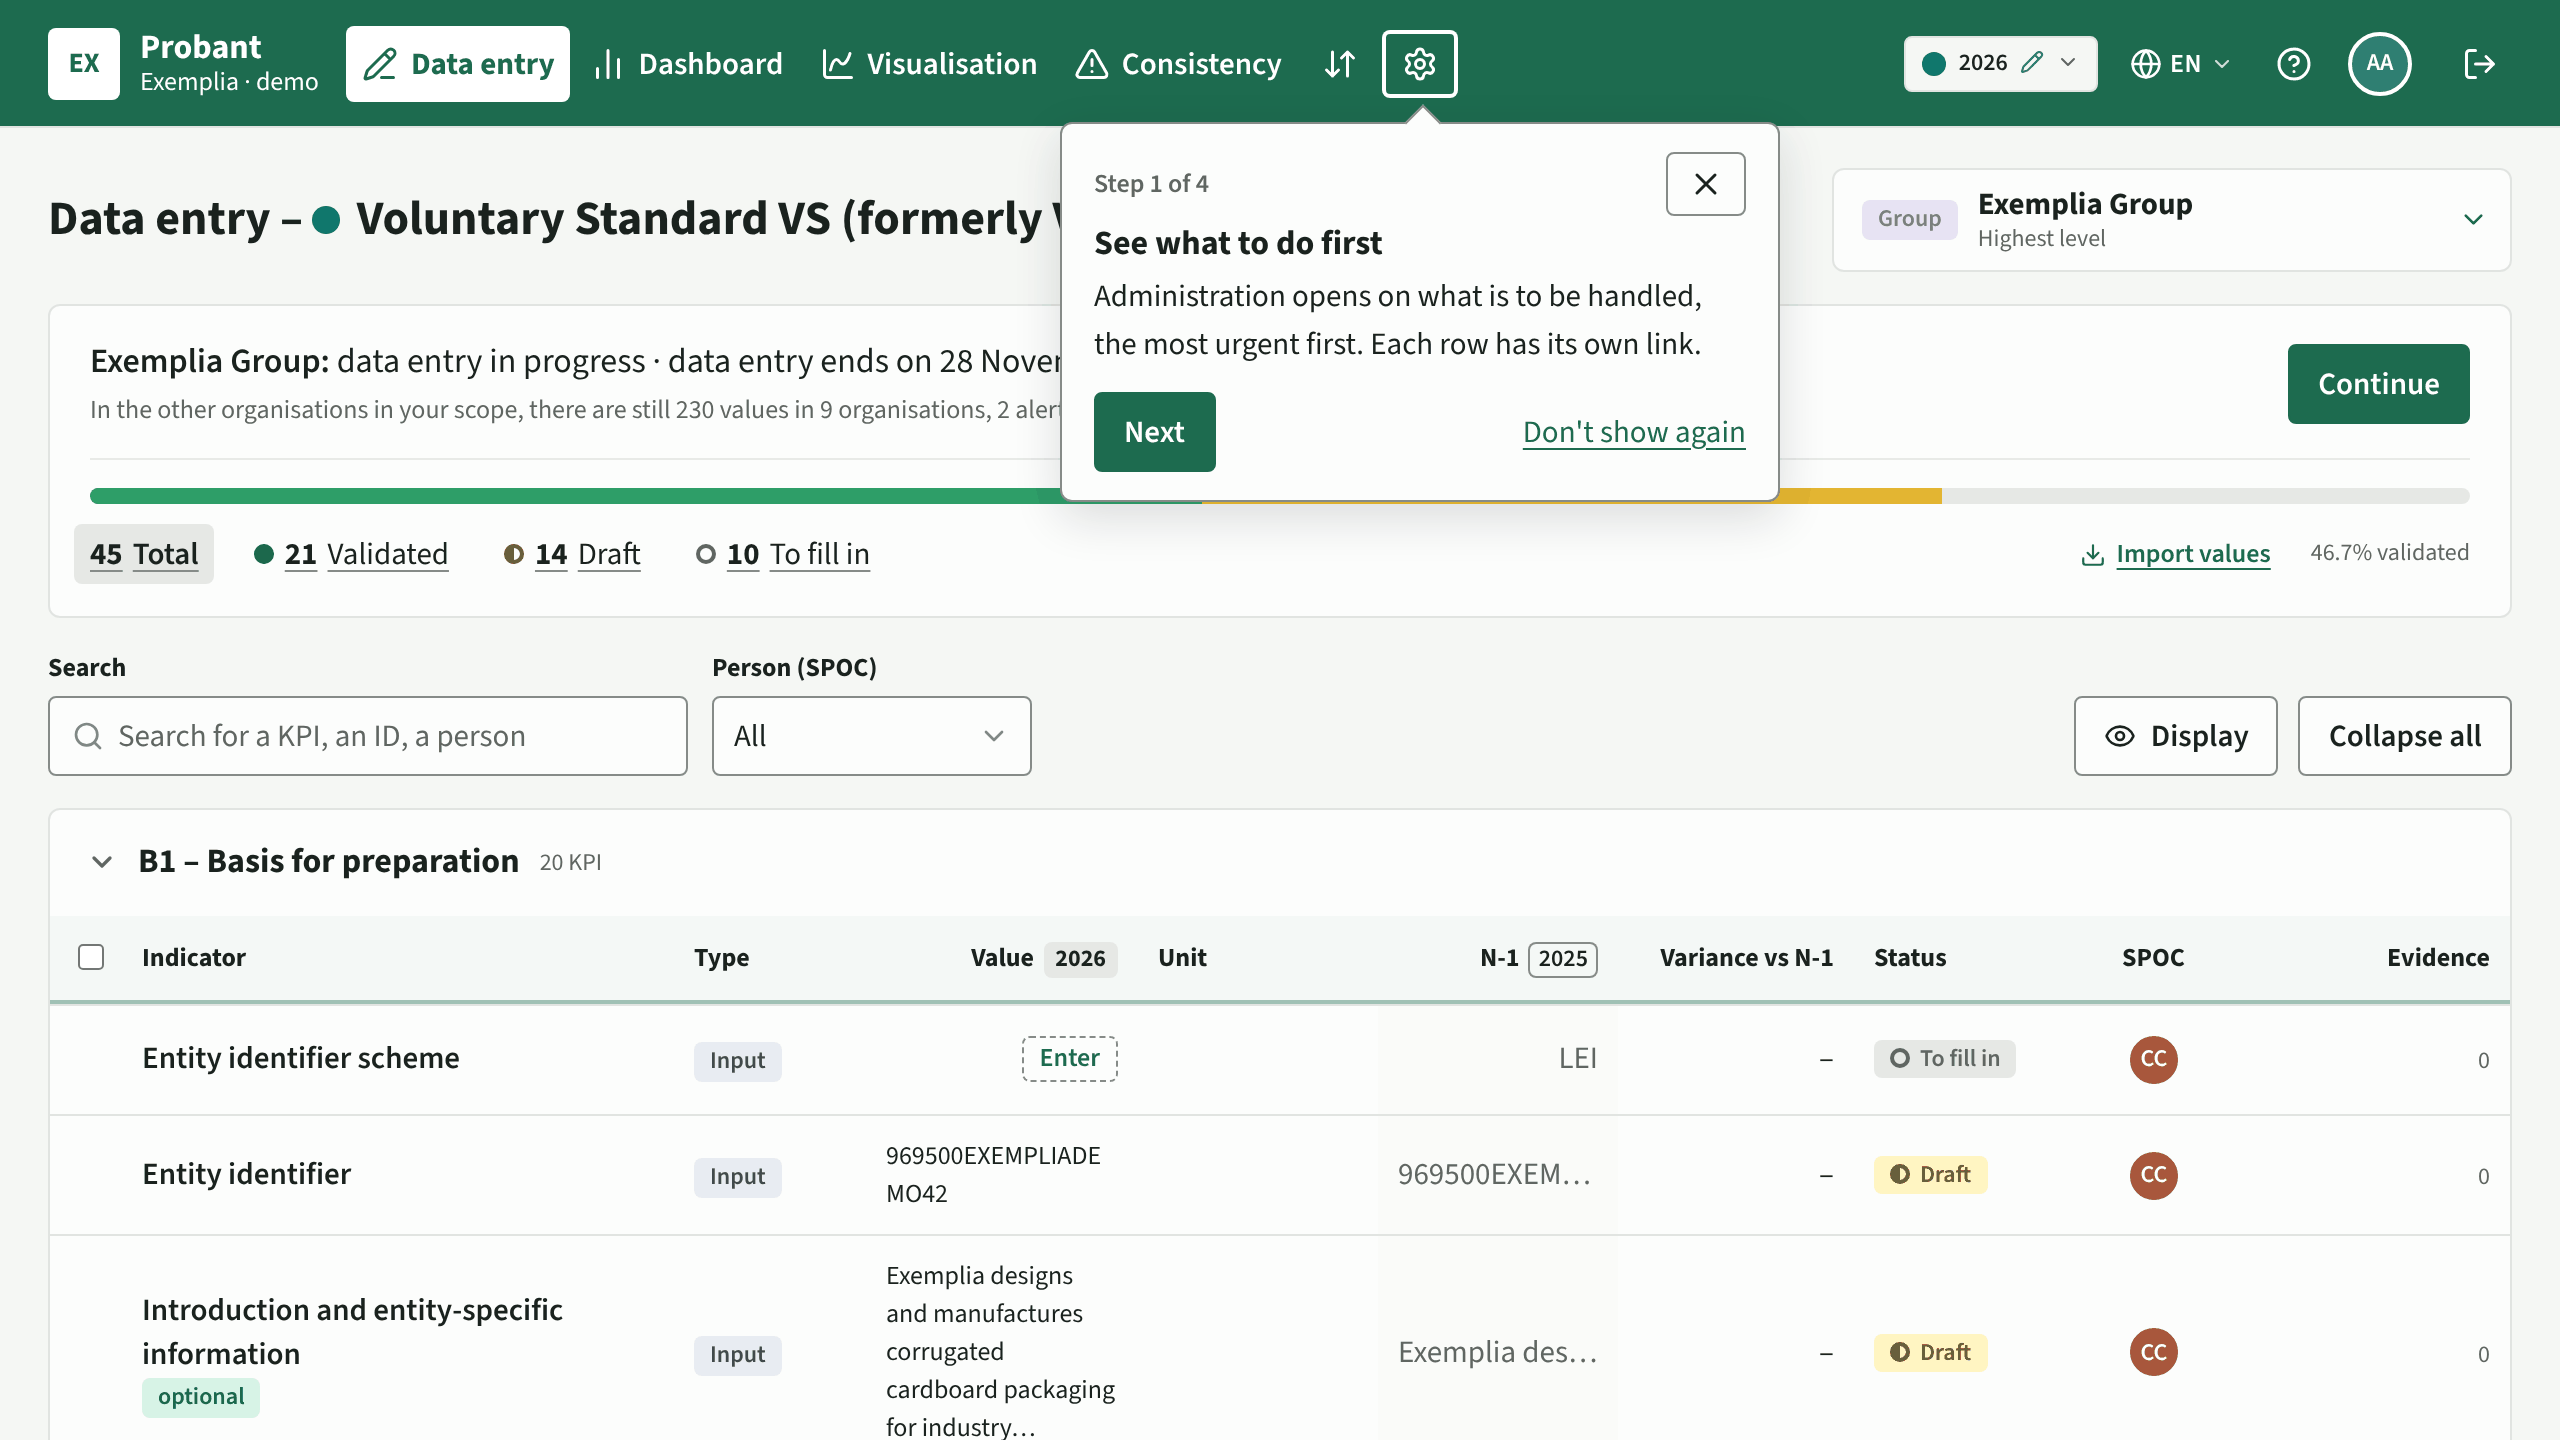 EX
Probant
Exemplia · demo
Data entry
Dashboard
Visualisation
Consistency
2026
EN
AA
Step 1 of 4
See what to do first
Administration opens on what is to be handled,
the most urgent first. Each row has its own link.
Next
Don't show again
Data entry – Voluntary Standard VS (formerly
Group
Exemplia Group
Highest level
Exemplia Group: data entry in progress · data entry ends on 28
In the other organisations in your scope, there are still 230 values in 9 organisations, 2
Continue
45 Total
21 Validated
14 Draft
10 To fill in
Import values
46.7% validated
Search
Person (SPOC)
Search for a KPI, an ID, a person
All
Display
Collapse all
B1 – Basis for preparation 20 KPI
Indicator Type Value 2026 Unit N-1 2025 Variance vs N-1 Status SPOC Evidence
Entity identifier scheme Input Enter LEI – To fill in CC 0
Entity identifier Input 969500EXEMPLIADE
MO42
969500EXEM… – Draft CC 0
Introduction and entity-specific
information
optional
Input
Exemplia designs
and manufactures
corrugated
cardboard packaging
for industry…
Exemplia des… – Draft CC 0